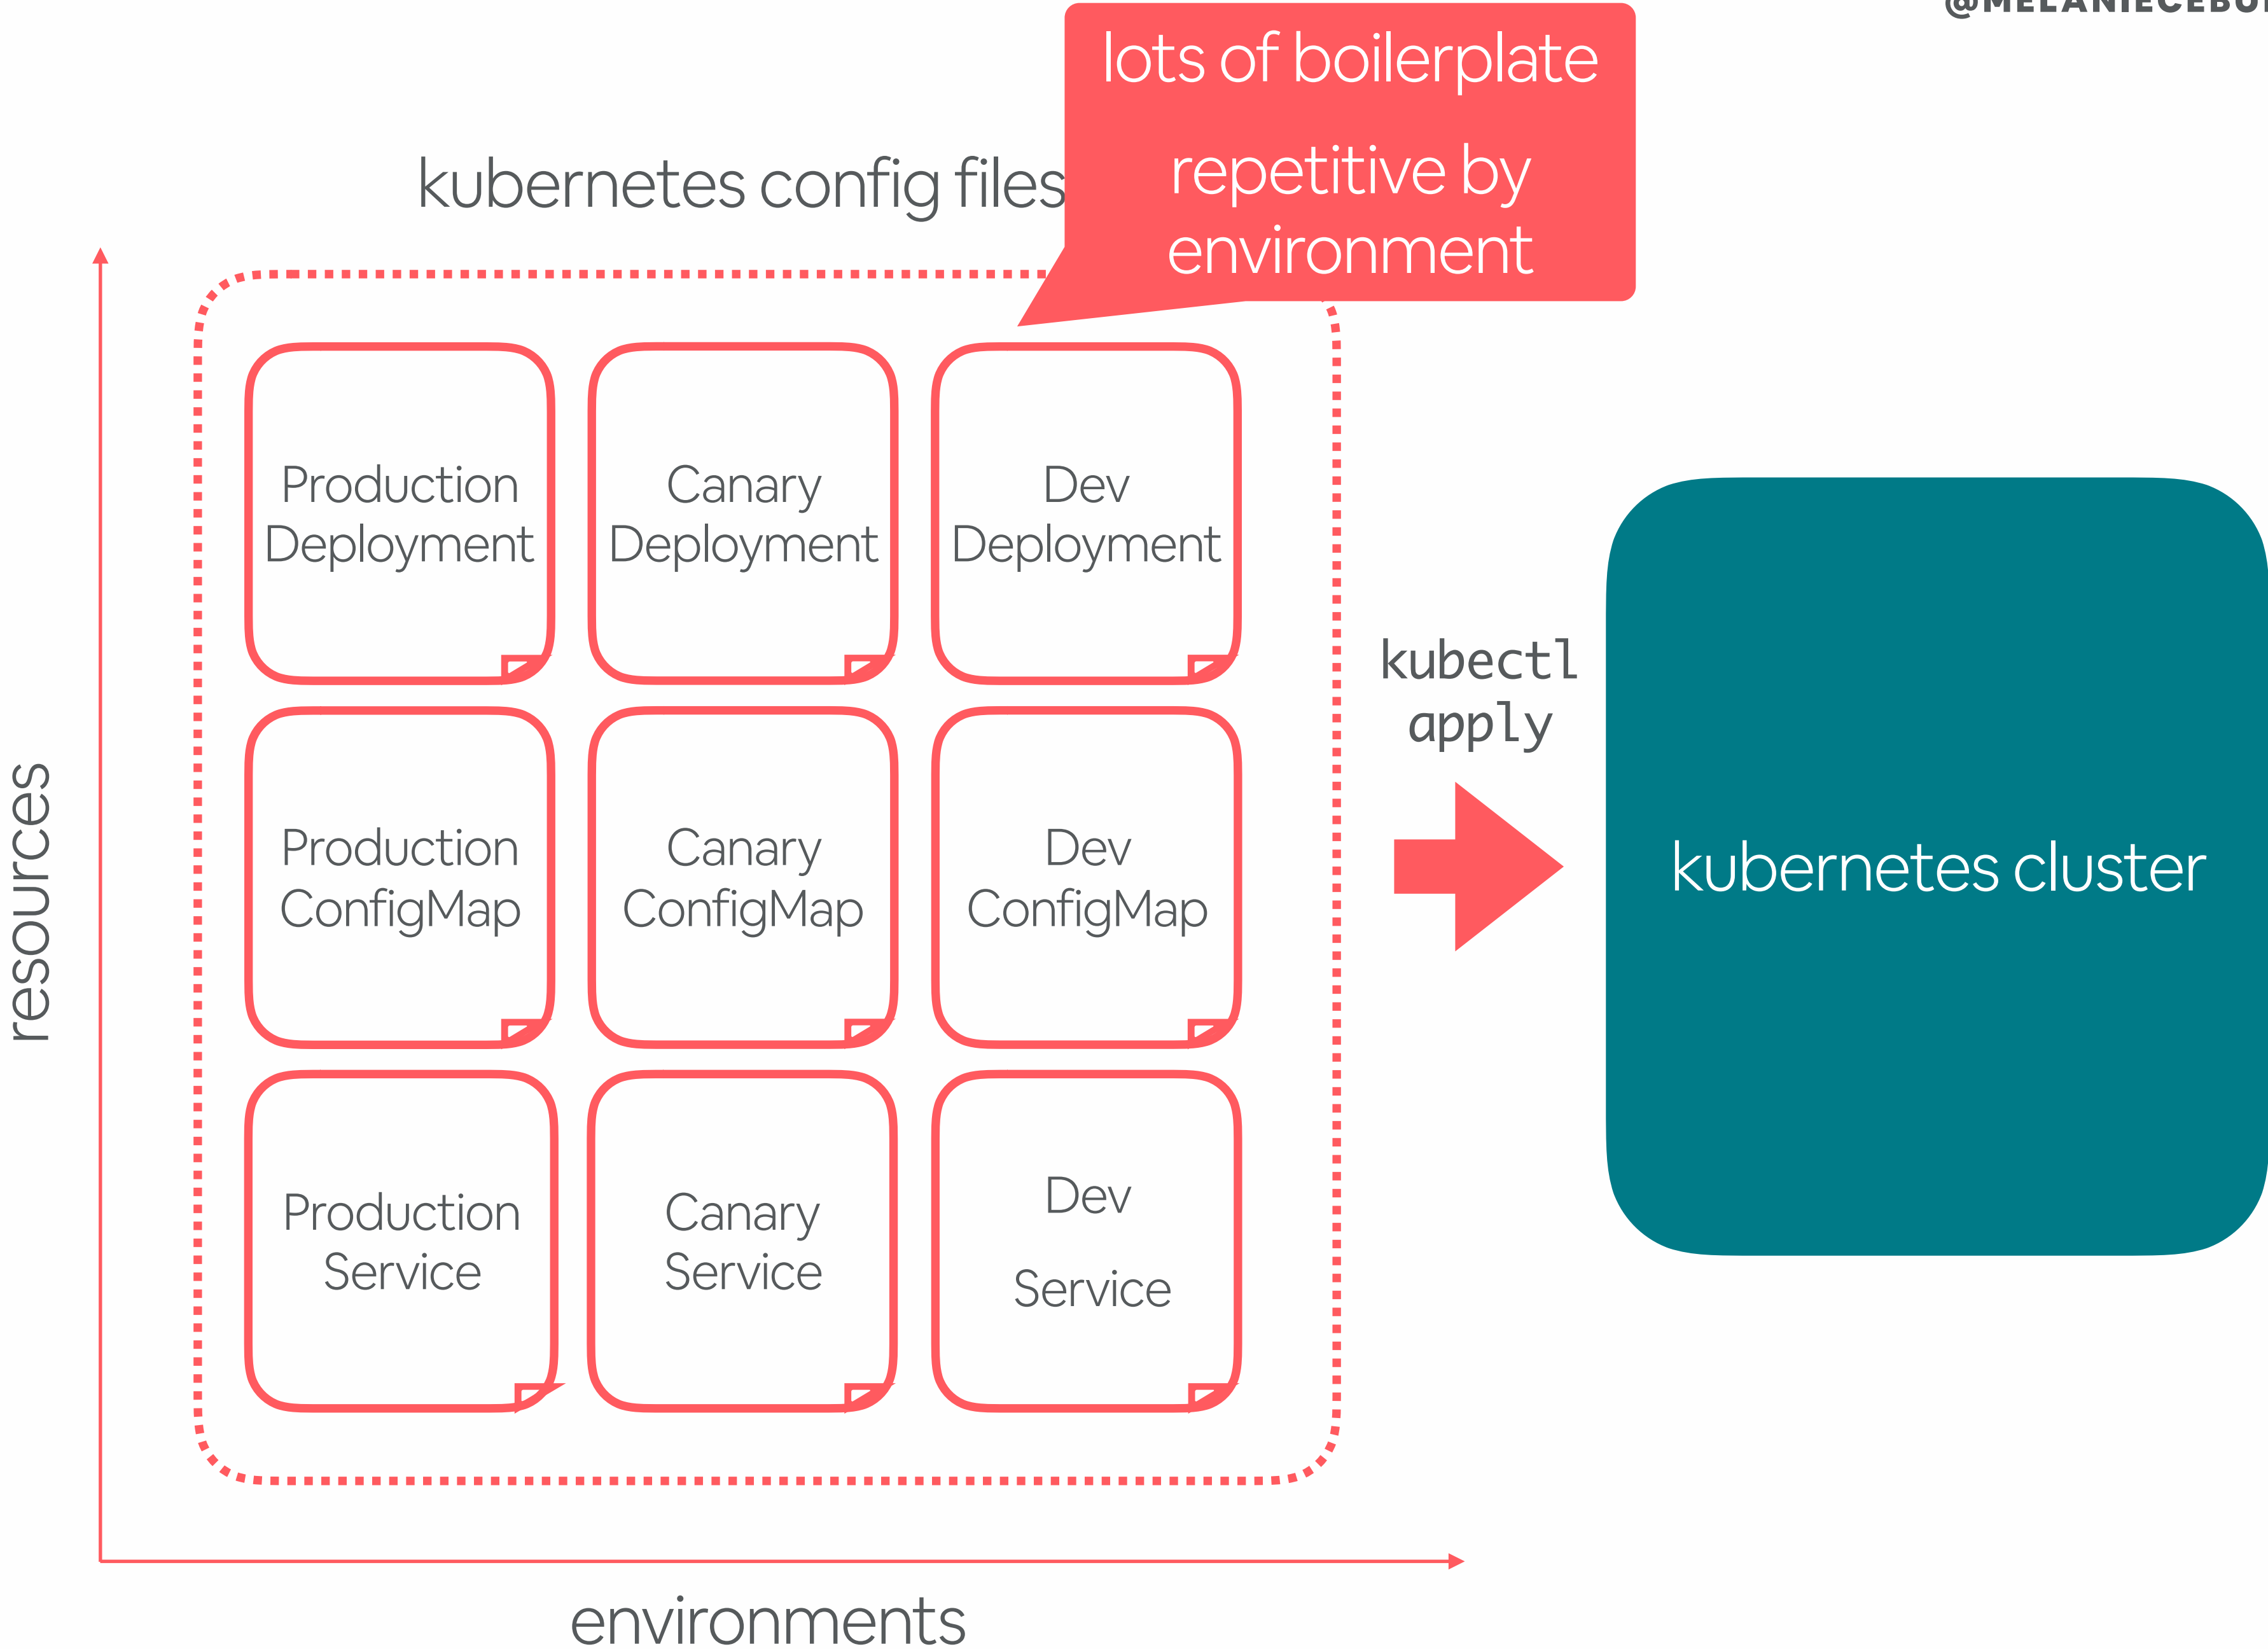 lots of boilerplate
repetitive by
environment
kubernetes config files
Production
Deployment
Canary
Deployment
Dev
Deployment
Production
ConfigMap
Canary
ConfigMap
Dev
ConfigMap
Production
Service
Canary
Service
Dev
Service
kubectl
apply
kubernetes cluster
resources
environments